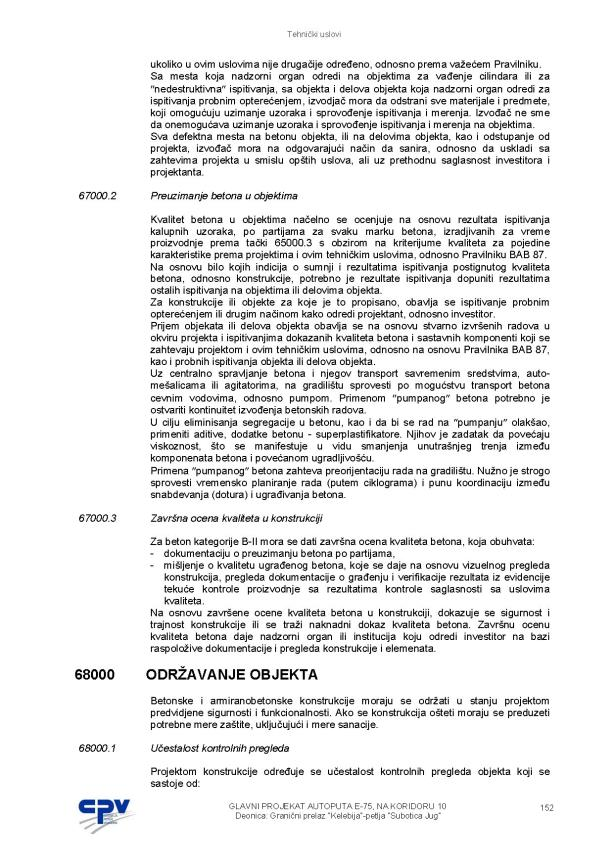 Tehnički uslovi
ukoliko u ovim uslovima nije drugačije određeno, odnosno prema važećem Pravilniku.
Sa mesta koja nadzorni organ odredi na objektima za vađenje cilindara ili za
"nedestruktivna" ispitivanja, sa objekta i delova objekta koja nadzorni organ odredi za
ispitivanja probnim opterećenjem, izvodjač mora da odstrani sve materijale i predmete,
koji omogućuju uzimanje uzoraka i sprovođenje ispitivanja i merenja. Izvođač ne sme
da onemogućava uzimanje uzoraka i sprovođenje ispitivanja i merenja na objektima.
Sva defektna mesta na betonu objekta, ili na delovima objekta, kao i odstupanje od
projekta, izvođač mora na odgovarajući način da sanira, odnosno da uskladi sa
zahtevima projekta u smislu opštih uslova, ali uz prethodnu saglasnost investitora i
projektanta.
67000.2 Preuzimanje betona u objektima
Kvalitet betona u objektima načelno se ocenjuje na osnovu rezultata ispitivanja
kalupnih uzoraka, po partijama za svaku marku betona, izradjivanih za vreme
proizvodnje prema tački 65000.3 s obzirom na kriterijume kvaliteta za pojedine
karakteristike prema projektima i ovim tehničkim uslovima, odnosno Pravilniku BAB 87.
Na osnovu bilo kojih indicija o sumnji i rezultatima ispitivanja postignutog kvaliteta
betona, odnosno konstrukcije, potrebno je rezultate ispitivanja dopuniti rezultatima
ostalih ispitivanja na objektima ili delovima objekta.
Za konstrukcije ili objekte za koje je to propisano, obavlja se ispitivanje probnim
opterećenjem ili drugim načinom kako odredi projektant, odnosno investitor.
Prijem objekata ili delova objekta obavlja se na osnovu stvarno izvršenih radova u
okviru projekta i ispitivanjima dokazanih kvaliteta betona i sastavnih komponenti koji se
zahtevaju projektom i ovim tehničkim uslovima, odnosno na osnovu Pravilnika BAB 87,
kao i probnih ispitivanja objekta ili delova objekta.
Uz centralno spravljanje betona i njegov transport savremenim sredstvima, auto-
mešalicama ili agitatorima, na gradilištu sprovesti po mogućstvu transport betona
cevnim vodovima, odnosno pumpom. Primenom "pumpanog" betona potrebno je
ostvariti kontinuitet izvođenja betonskih radova.
U cilju eliminisanja segregacije u betonu, kao i da bi se rad na "pumpanju" olakšao,
primeniti aditive, dodatke betonu - superplastifikatore. Njihov je zadatak da povećaju
viskoznost, što se manifestuje u vidu smanjenja unutrašnjeg trenja između
komponenata betona i povećanom ugradljivošću.
Primena "pumpanog" betona zahteva preorijentaciju rada na gradilištu. Nužno je strogo
sprovesti vremensko planiranje rada (putem ciklograma) i punu koordinaciju između
snabdevanja (dotura) i ugrađivanja betona.
67000.3 Završna ocena kvaliteta u konstrukciji
Za beton kategorije B-II mora se dati završna ocena kvaliteta betona, koja obuhvata:
- dokumentaciju o preuzimanju betona po partijama,
- mišljenje o kvalitetu ugrađenog betona, koje se daje na osnovu vizuelnog pregleda
konstrukcija, pregleda dokumentacije o građenju i verifikacije rezultata iz evidencije
tekuće kontrole proizvodnje sa rezultatima kontrole saglasnosti sa uslovima
kvaliteta.
Na osnovu završene ocene kvaliteta betona u konstrukciji, dokazuje se sigurnost i
trajnost konstrukcije ili se traži naknadni dokaz kvaliteta betona. Završnu ocenu
kvaliteta betona daje nadzorni organ ili institucija koju odredi investitor na bazi
raspoložive dokumentacije i pregleda konstrukcije i elemenata.
68000 ODRŽAVANJE OBJEKTA
Betonske i armiranobetonske konstrukcije moraju se održati u stanju projektom
predvidjene sigurnosti i funkcionalnosti. Ako se konstrukcija ošteti moraju se preduzeti
potrebne mere zaštite, uključujući i mere sanacije.
68000.1 Učestalost kontrolnih pregleda
Projektom konstrukcije određuje se učestalost kontrolnih pregleda objekta koji se
sastoje od:
CPV
GLAVNI PROJEKAT AUTOPUTA E-75, NA KORIDORU 10
Deonica: Granični prelaz "Kelebija"-petlja "Subotica Jug"
152